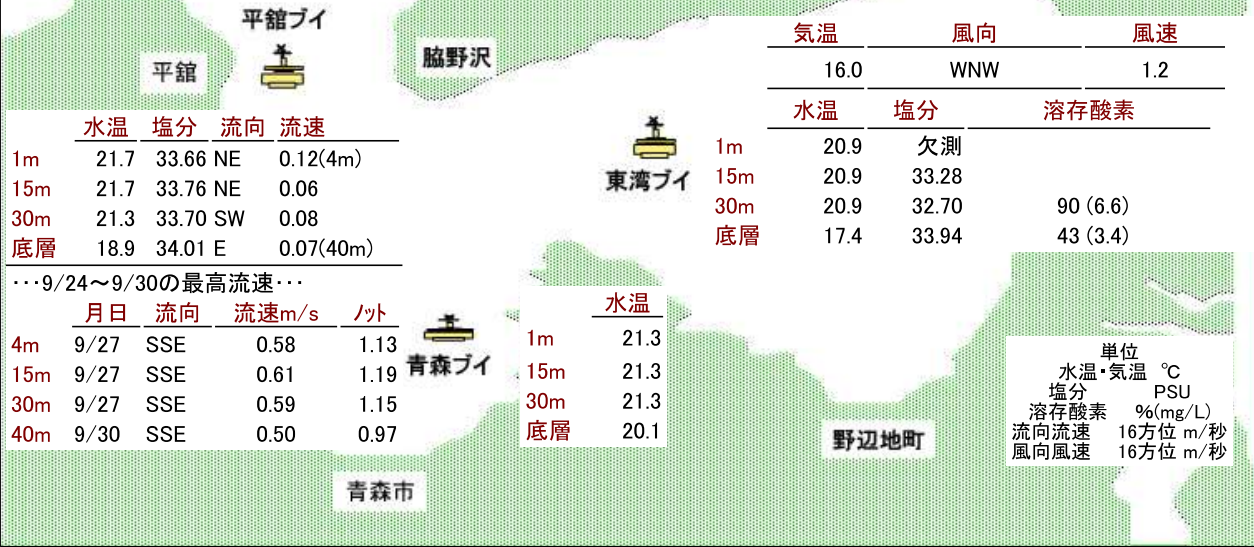 平舘ブイ
平舘
脇野沢
水温 塩分 流向 流速
1m 21.7 33.66 NE 0.12(4m)
15m 21.7 33.76 NE 0.06
30m 21.3 33.70 SW 0.08
底層 18.9 34.01 E 0.07(40m)
…9/24～9/30の最高流速…
月日 流向 流速m/s ノット
4m 9/27 SSE 0.58 1.13
15m 9/27 SSE 0.61 1.19
30m 9/27 SSE 0.59 1.15
40m 9/30 SSE 0.50 0.97
気温 風向 風速
16.0 WNW 1.2
東湾ブイ
水温 塩分 溶存酸素
1m 20.9 欠測
15m 20.9 33.28
30m 20.9 32.70 90 (6.6)
底層 17.4 33.94 43 (3.4)
青森ブイ
水温
1m 21.3
15m 21.3
30m 21.3
底層 20.1
単位
水温・気温 ℃
塩分 PSU
溶存酸素 %(mg/L)
流向流速 16方位 m/秒
風向風速 16方位 m/秒
野辺地町
青森市